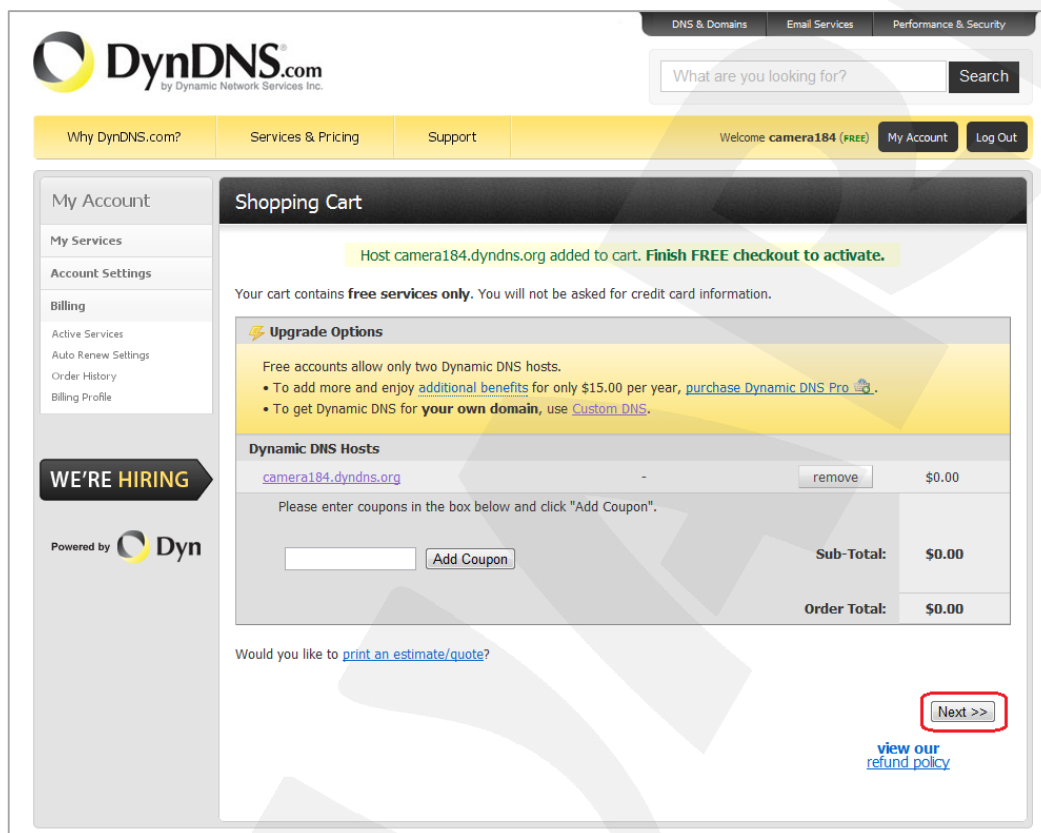 DNS & Domains Email Services Performance & Security
DynDNS.com
by Dynamic Network Services Inc.
What are you looking for? Search
Why DynDNS.com? Services & Pricing Support Welcome camera184 (FREE) My Account Log Out
My Account
My Services
Account Settings
Billing
Active Services
Auto Renew Settings
Order History
Billing Profile
WE'RE HIRING
Powered by Dyn
Shopping Cart
Host camera184.dyndns.org added to cart. Finish FREE checkout to activate.
Your cart contains free services only. You will not be asked for credit card information.
Upgrade Options
Free accounts allow only two Dynamic DNS hosts.
• To add more and enjoy additional benefits for only $15.00 per year, purchase Dynamic DNS Pro .
• To get Dynamic DNS for your own domain, use Custom DNS.
Dynamic DNS Hosts
camera184.dyndns.org - remove $0.00
Please enter coupons in the box below and click "Add Coupon".
Add Coupon Sub-Total: $0.00
Order Total: $0.00
Would you like to print an estimate/quote?
Next >>
view our
refund policy